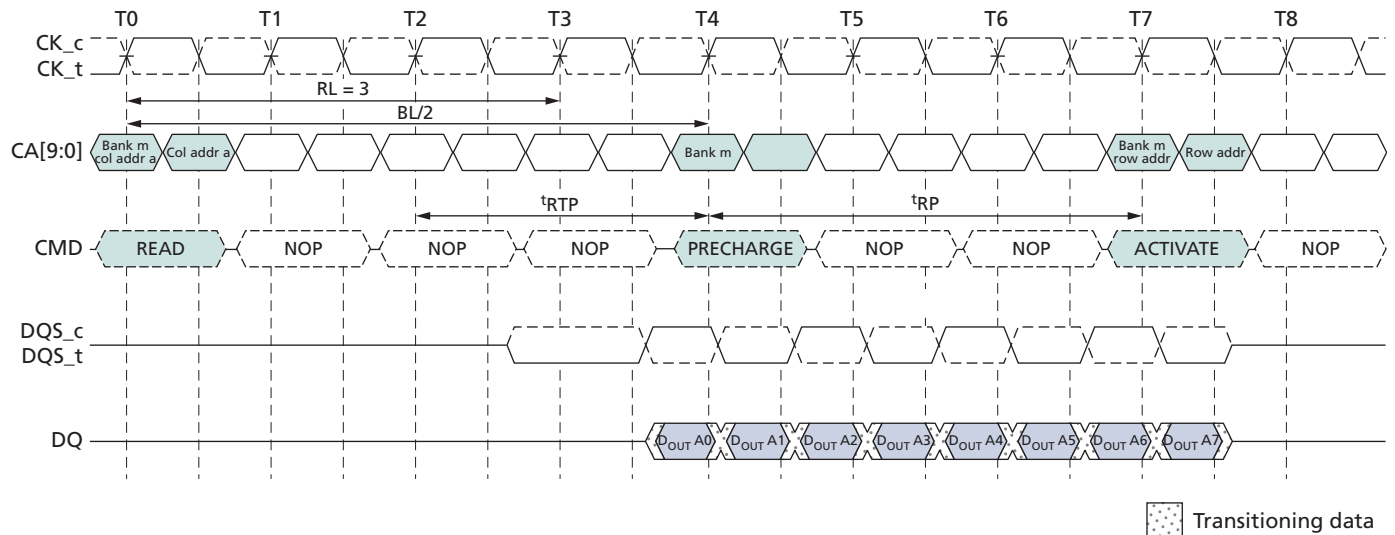 T0 T1 T2 T3 T4 T5 T6 T7 T8
CK_c
CK_t
RL = 3
BL/2
CA[9:0]
Bank m
col addr a
Col addr a
Bank m
Bank m
row addr
Row addr
tRTP
tRP
CMD
READ NOP NOP NOP PRECHARGE NOP NOP ACTIVATE NOP
DQS_c
DQS_t
DQ
DOUT A0 DOUT A1 DOUT A2 DOUT A3 DOUT A4 DOUT A5 DOUT A6 DOUT A7
Transitioning data